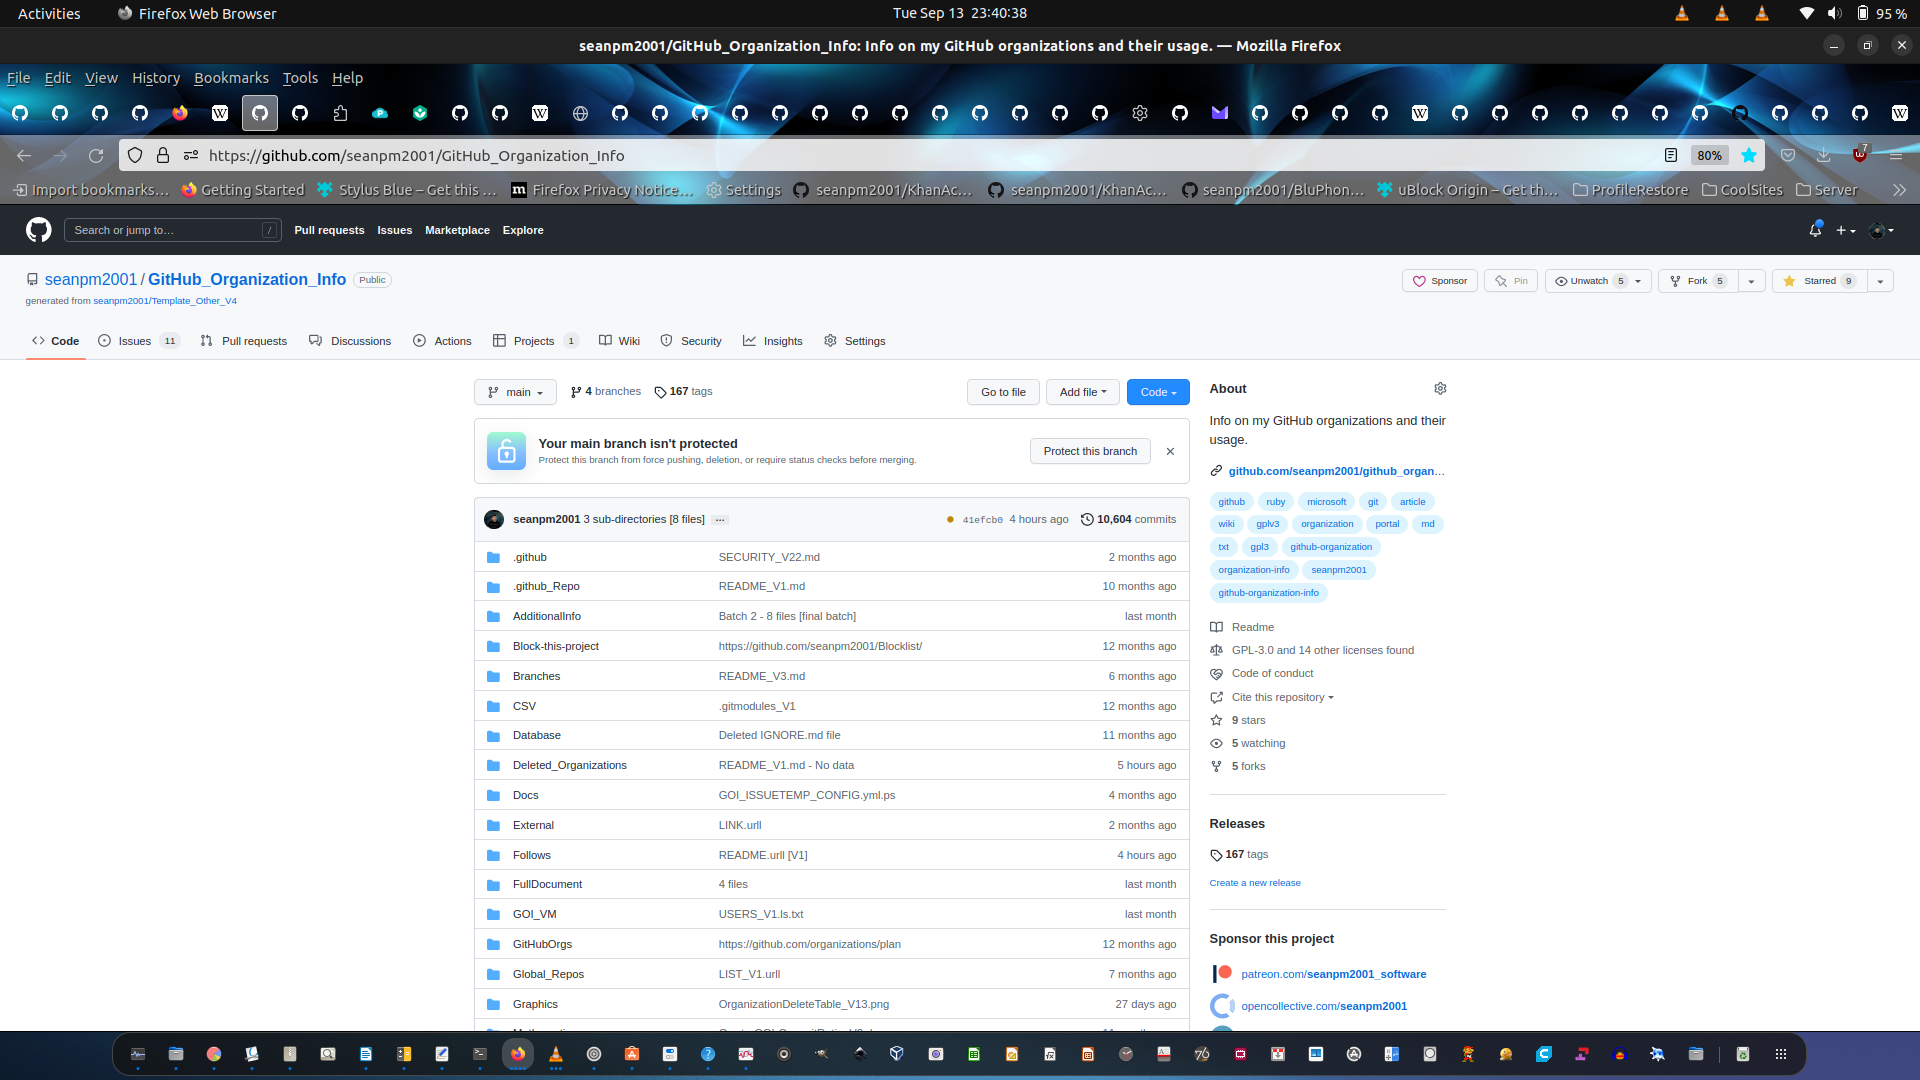 Activities Firefox Web Browser Tue Sep 13 23:40:38 95 %
seanpm2001/GitHub_Organization_Info: Info on my GitHub organizations and their usage. — Mozilla Firefox
File Edit View History Bookmarks Tools Help
https://github.com/seanpm2001/GitHub_Organization_Info 80% 7
Import bookmarks… Getting Started Stylus Blue – Get this … Firefox Privacy Notice… Settings seanpm2001/KhanAc… seanpm2001/KhanAc… seanpm2001/BluPhon… uBlock Origin – Get th… ProfileRestore CoolSites Server
Search or jump to… / Pull requests Issues Marketplace Explore
seanpm2001 / GitHub_Organization_Info Public Sponsor Pin Unwatch 5 Fork 5 Starred 9
generated from seanpm2001/Template_Other_V4
Code Issues 11 Pull requests Discussions Actions Projects 1 Wiki Security Insights Settings
main 4 branches 167 tags Go to file Add file Code
Your main branch isn't protected
Protect this branch from force pushing, deletion, or require status checks before merging.
Protect this branch
seanpm2001 3 sub-directories [8 files] … 41efcb0 4 hours ago 10,604 commits
.github SECURITY_V22.md 2 months ago
.github_Repo README_V1.md 10 months ago
AdditionalInfo Batch 2 - 8 files [final batch] last month
Block-this-project https://github.com/seanpm2001/Blocklist/ 12 months ago
Branches README_V3.md 6 months ago
CSV .gitmodules_V1 12 months ago
Database Deleted IGNORE.md file 11 months ago
Deleted_Organizations README_V1.md - No data 5 hours ago
Docs GOI_ISSUETEMP_CONFIG.yml.ps 4 months ago
External LINK.urll 2 months ago
Follows README.urll [V1] 4 hours ago
FullDocument 4 files last month
GOI_VM USERS_V1.ls.txt last month
GitHubOrgs https://github.com/organizations/plan 12 months ago
Global_Repos LIST_V1.urll 7 months ago
Graphics OrganizationDeleteTable_V13.png 27 days ago
About
Info on my GitHub organizations and their
usage.
github.com/seanpm2001/github_organ…
github ruby microsoft git article
wiki gplv3 organization portal md
txt gpl3 github-organization
organization-info seanpm2001
github-organization-info
Readme
GPL-3.0 and 14 other licenses found
Code of conduct
Cite this repository
9 stars
5 watching
5 forks
Releases
167 tags
Create a new release
Sponsor this project
patreon.com/seanpm2001_software
opencollective.com/seanpm2001